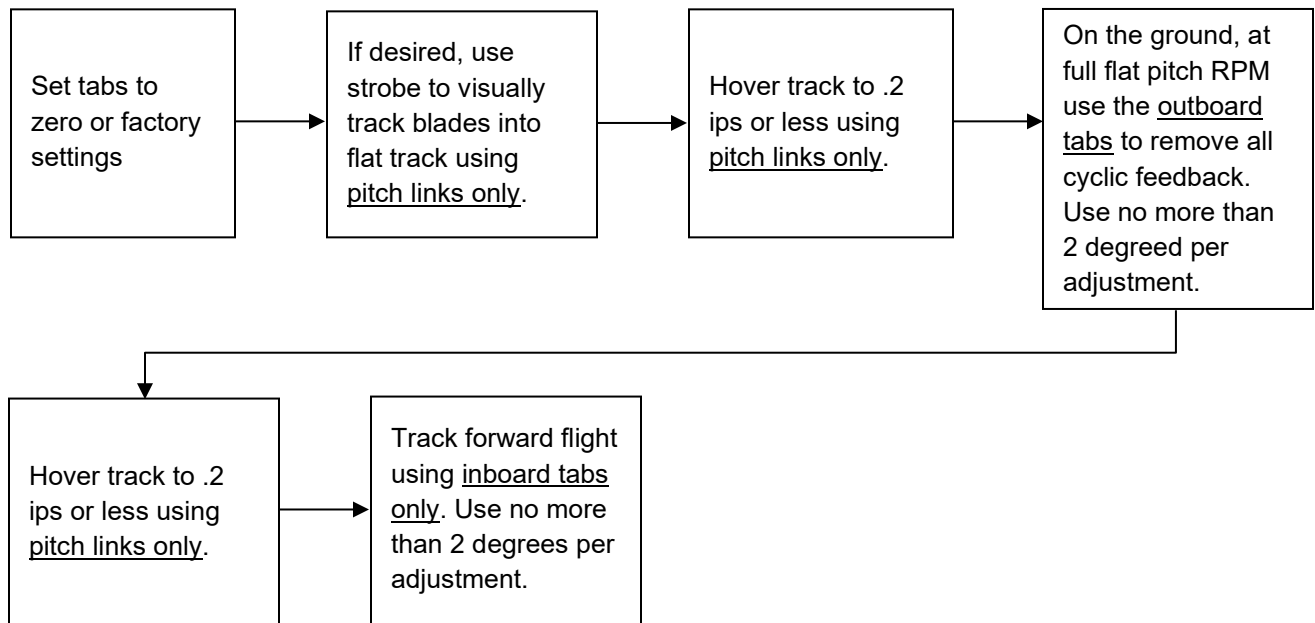 Set tabs to
zero or factory
settings
If desired, use
strobe to visually
track blades into
flat track using
pitch links only.
Hover track to .2
ips or less using
pitch links only.
On the ground, at
full flat pitch RPM
use the outboard
tabs to remove all
cyclic feedback.
Use no more than
2 degreed per
adjustment.
Hover track to .2
ips or less using
pitch links only.
Track forward flight
using inboard tabs
only. Use no more
than 2 degrees per
adjustment.